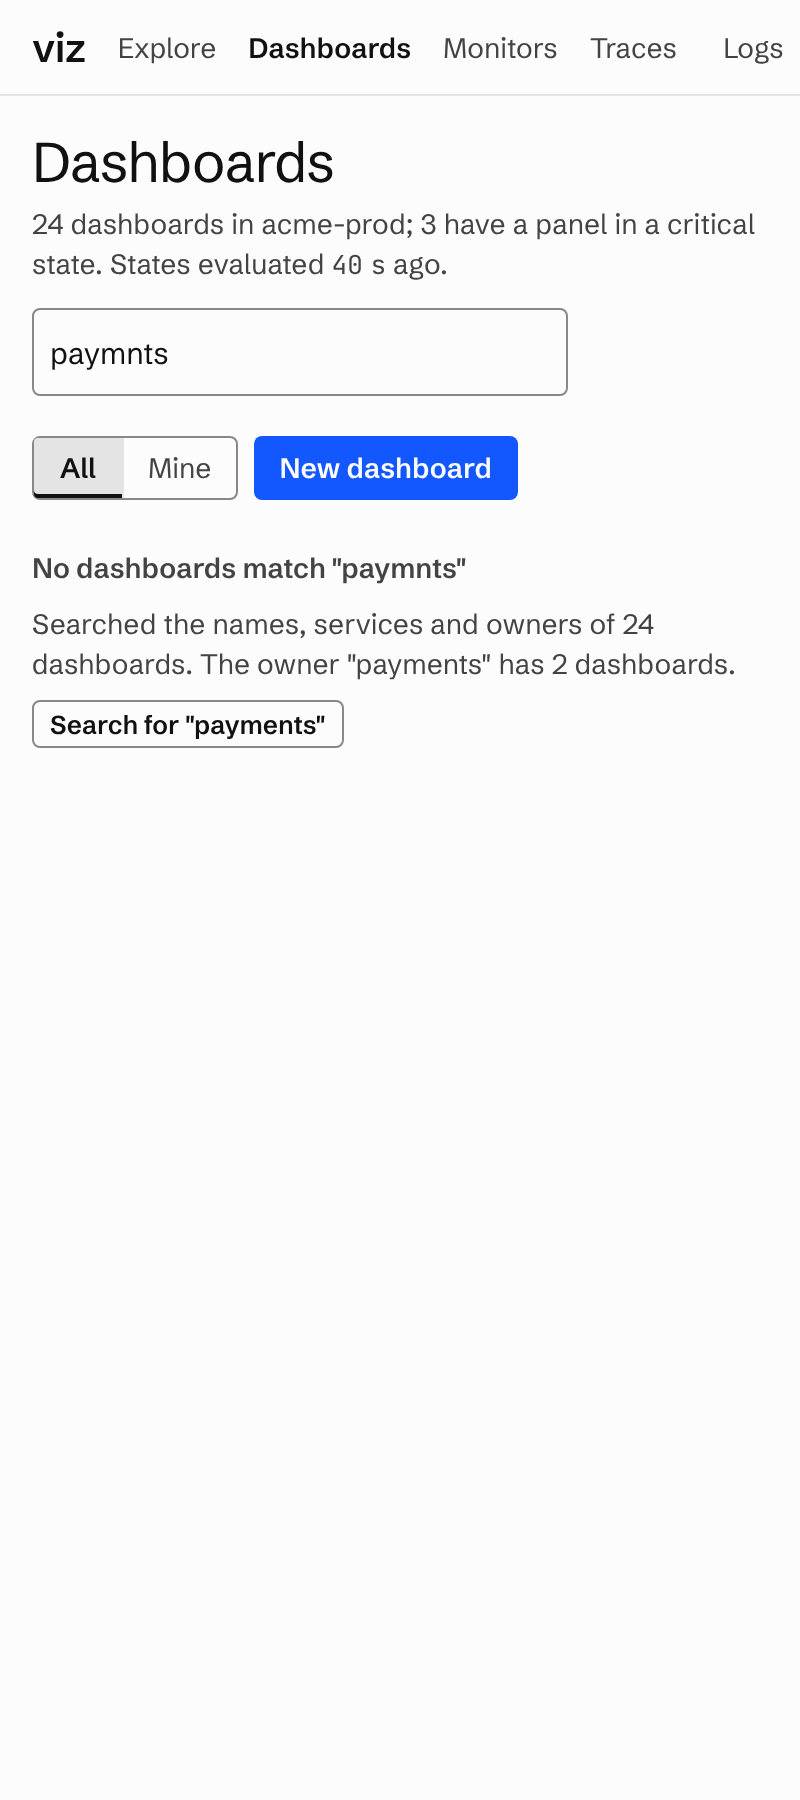 viz Explore Dashboards Monitors Traces Logs
Dashboards
24 dashboards in acme-prod; 3 have a panel in a critical
state. States evaluated 40 s ago.
paymnts
All Mine New dashboard
No dashboards match "paymnts"
Searched the names, services and owners of 24
dashboards. The owner "payments" has 2 dashboards.
Search for "payments"